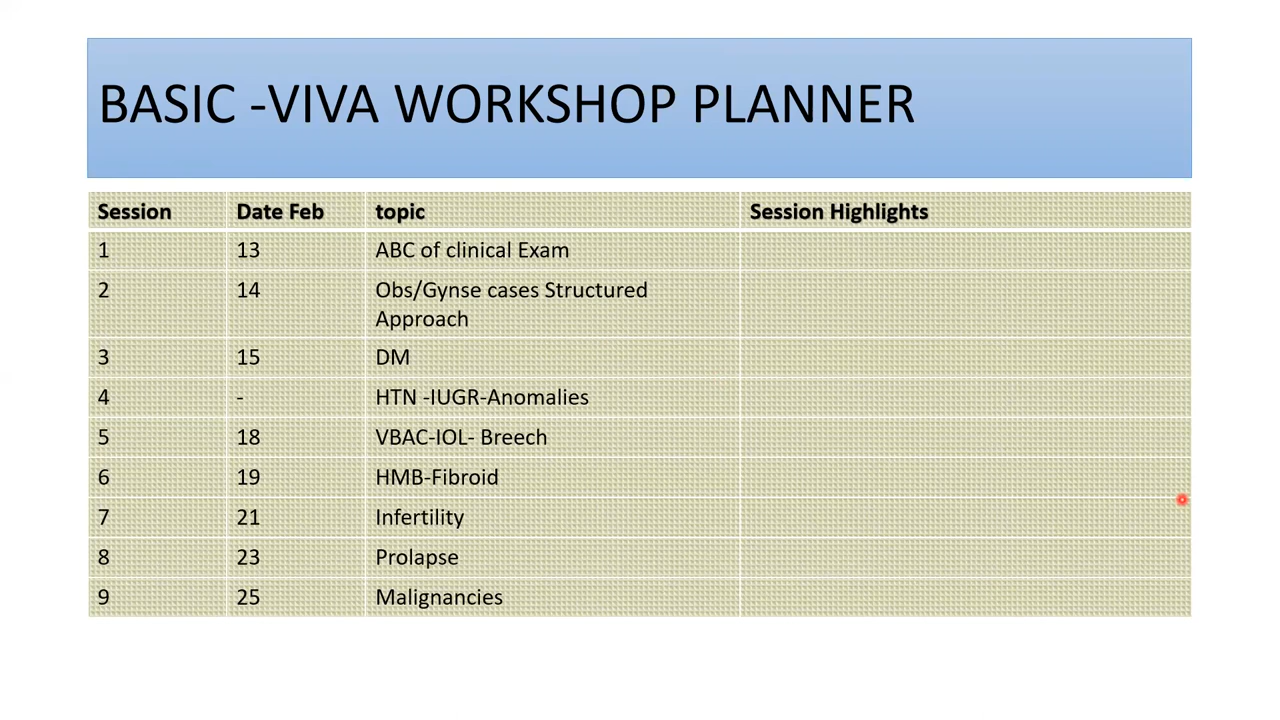 BASIC -VIVA WORKSHOP PLANNER
Session Date Feb topic Session Highlights
1 13 ABC of clinical Exam
2 14 Obs/Gynse cases Structured
Approach
3 15 DM
4 - HTN -IUGR-Anomalies
5 18 VBAC-IOL- Breech
6 19 HMB-Fibroid
7 21 Infertility
8 23 Prolapse
9 25 Malignancies